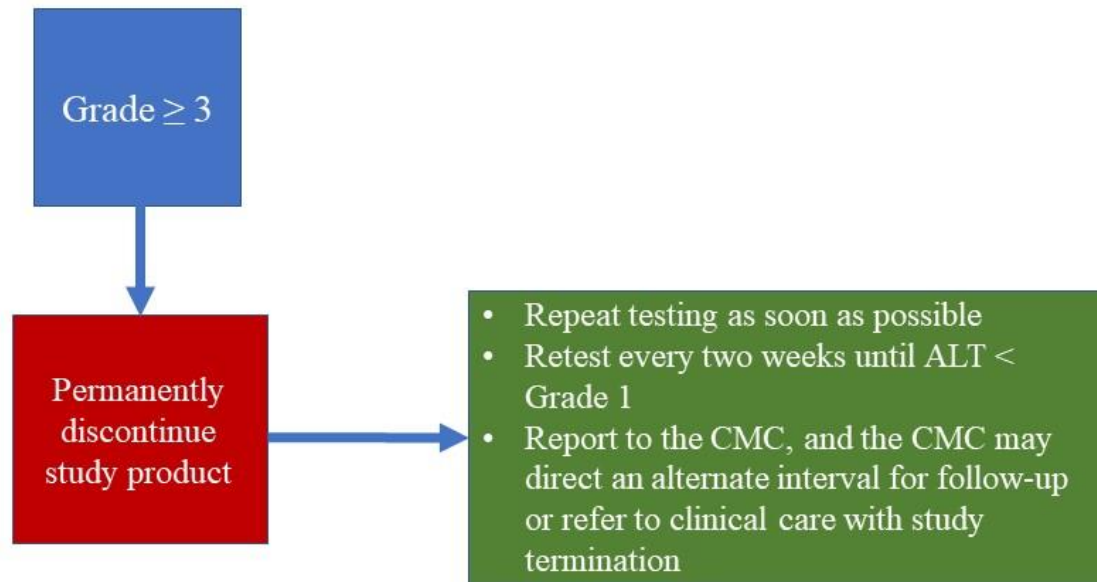 Grade ≥ 3
Permanently
discontinue
study product
• Repeat testing as soon as possible
• Retest every two weeks until ALT <
Grade 1
• Report to the CMC, and the CMC may
direct an alternate interval for follow-up
or refer to clinical care with study
termination